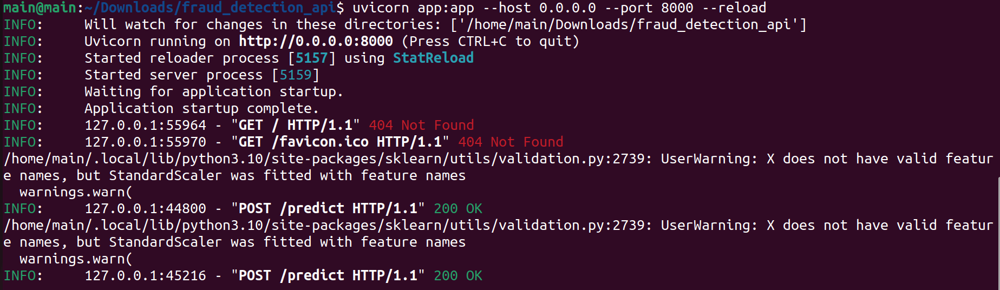 main@main:~/Downloads/fraud_detection_api$ uvicorn app:app --host 0.0.0.0 --port 8000 --reload
INFO:     Will watch for changes in these directories: ['/home/main/Downloads/fraud_detection_api']
INFO:     Uvicorn running on http://0.0.0.0:8000 (Press CTRL+C to quit)
INFO:     Started reloader process [5157] using StatReload
INFO:     Started server process [5159]
INFO:     Waiting for application startup.
INFO:     Application startup complete.
INFO:     127.0.0.1:55964 - "GET / HTTP/1.1" 404 Not Found
INFO:     127.0.0.1:55970 - "GET /favicon.ico HTTP/1.1" 404 Not Found
/home/main/.local/lib/python3.10/site-packages/sklearn/utils/validation.py:2739: UserWarning: X does not have valid featur
e names, but StandardScaler was fitted with feature names
  warnings.warn(
INFO:     127.0.0.1:44800 - "POST /predict HTTP/1.1" 200 OK
/home/main/.local/lib/python3.10/site-packages/sklearn/utils/validation.py:2739: UserWarning: X does not have valid featur
e names, but StandardScaler was fitted with feature names
  warnings.warn(
INFO:     127.0.0.1:45216 - "POST /predict HTTP/1.1" 200 OK